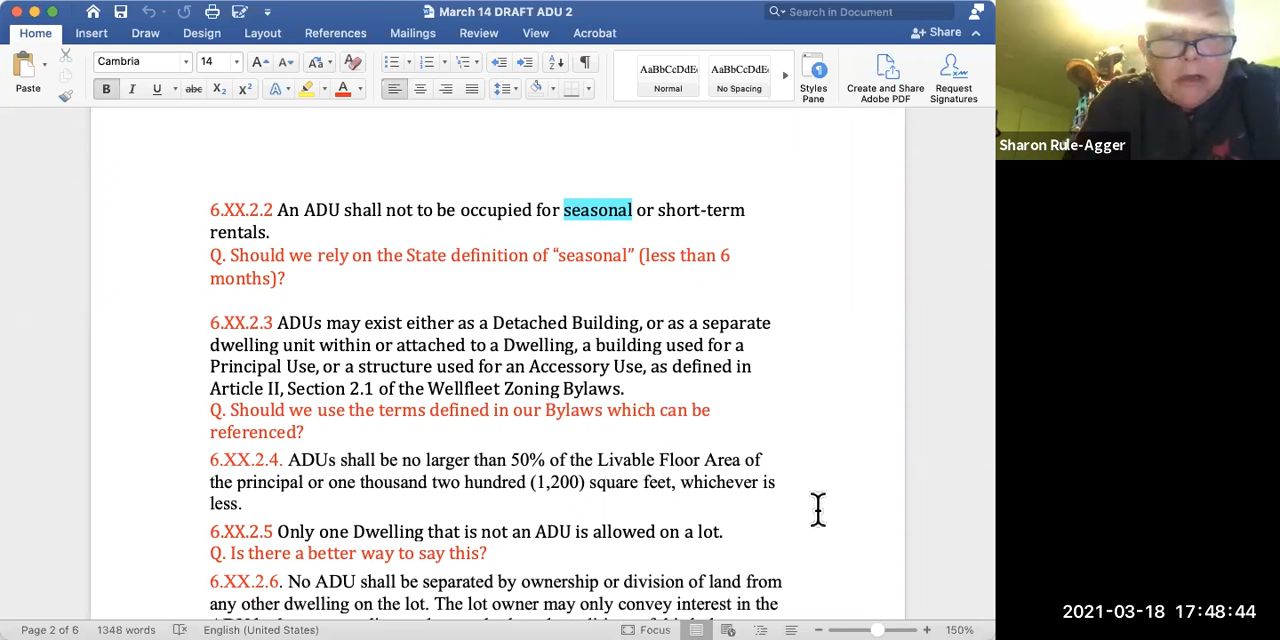 March 14 DRAFT ADU 2
Search in Document
Home Insert Draw Design Layout References Mailings Review View Acrobat
Share
Paste
Cambria 14
AaBbCcDdE AaBbCcDdE
Normal No Spacing
Styles Pane
Create and Share Adobe PDF
Request Signatures
Sharon Rule-Agger
6.XX.2.2 An ADU shall not to be occupied for seasonal or short-term
rentals.
Q. Should we rely on the State definition of “seasonal” (less than 6
months)?
6.XX.2.3 ADUs may exist either as a Detached Building, or as a separate
dwelling unit within or attached to a Dwelling, a building used for a
Principal Use, or a structure used for an Accessory Use, as defined in
Article II, Section 2.1 of the Wellfleet Zoning Bylaws.
Q. Should we use the terms defined in our Bylaws which can be
referenced?
6.XX.2.4. ADUs shall be no larger than 50% of the Livable Floor Area of
the principal or one thousand two hundred (1,200) square feet, whichever is
less.
6.XX.2.5 Only one Dwelling that is not an ADU is allowed on a lot.
Q. Is there a better way to say this?
6.XX.2.6. No ADU shall be separated by ownership or division of land from
any other dwelling on the lot. The lot owner may only convey interest in the
Page 2 of 6 1348 words English (United States) Focus 150%
2021-03-18 17:48:44